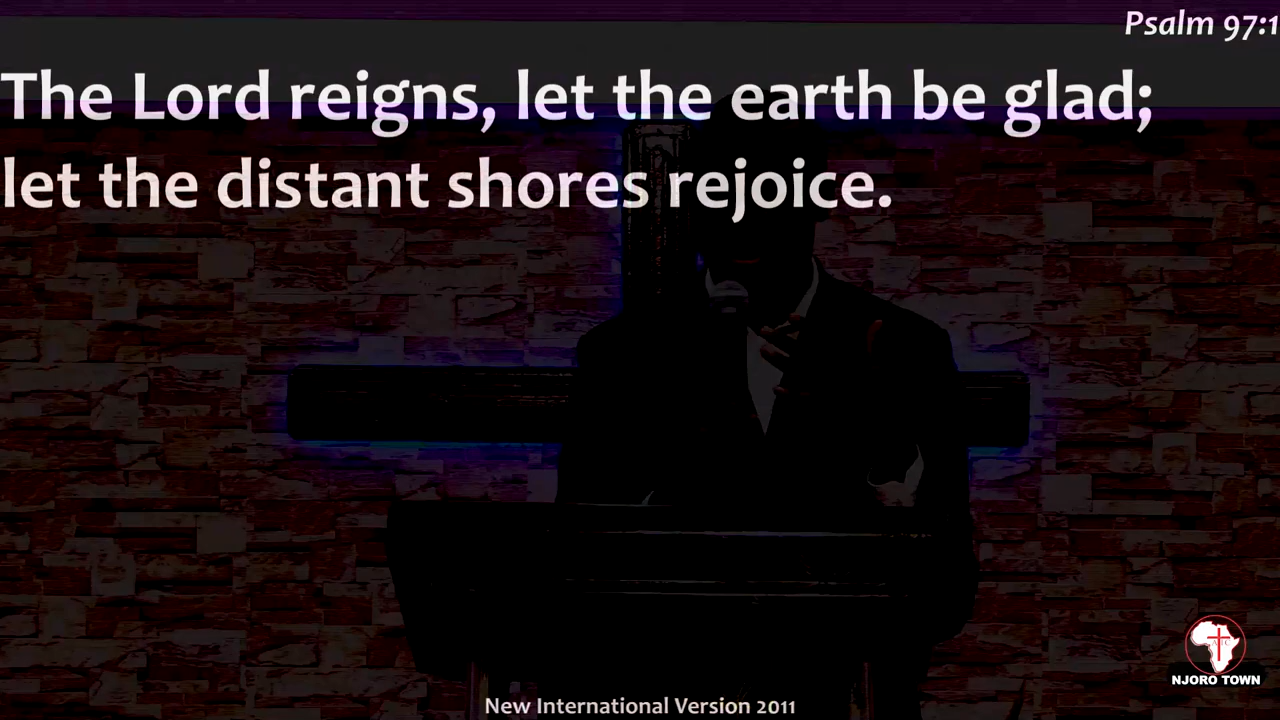 Psalm 97:1
The Lord reigns, let the earth be glad;
let the distant shores rejoice.
NJORO TOWN
New International Version 2011